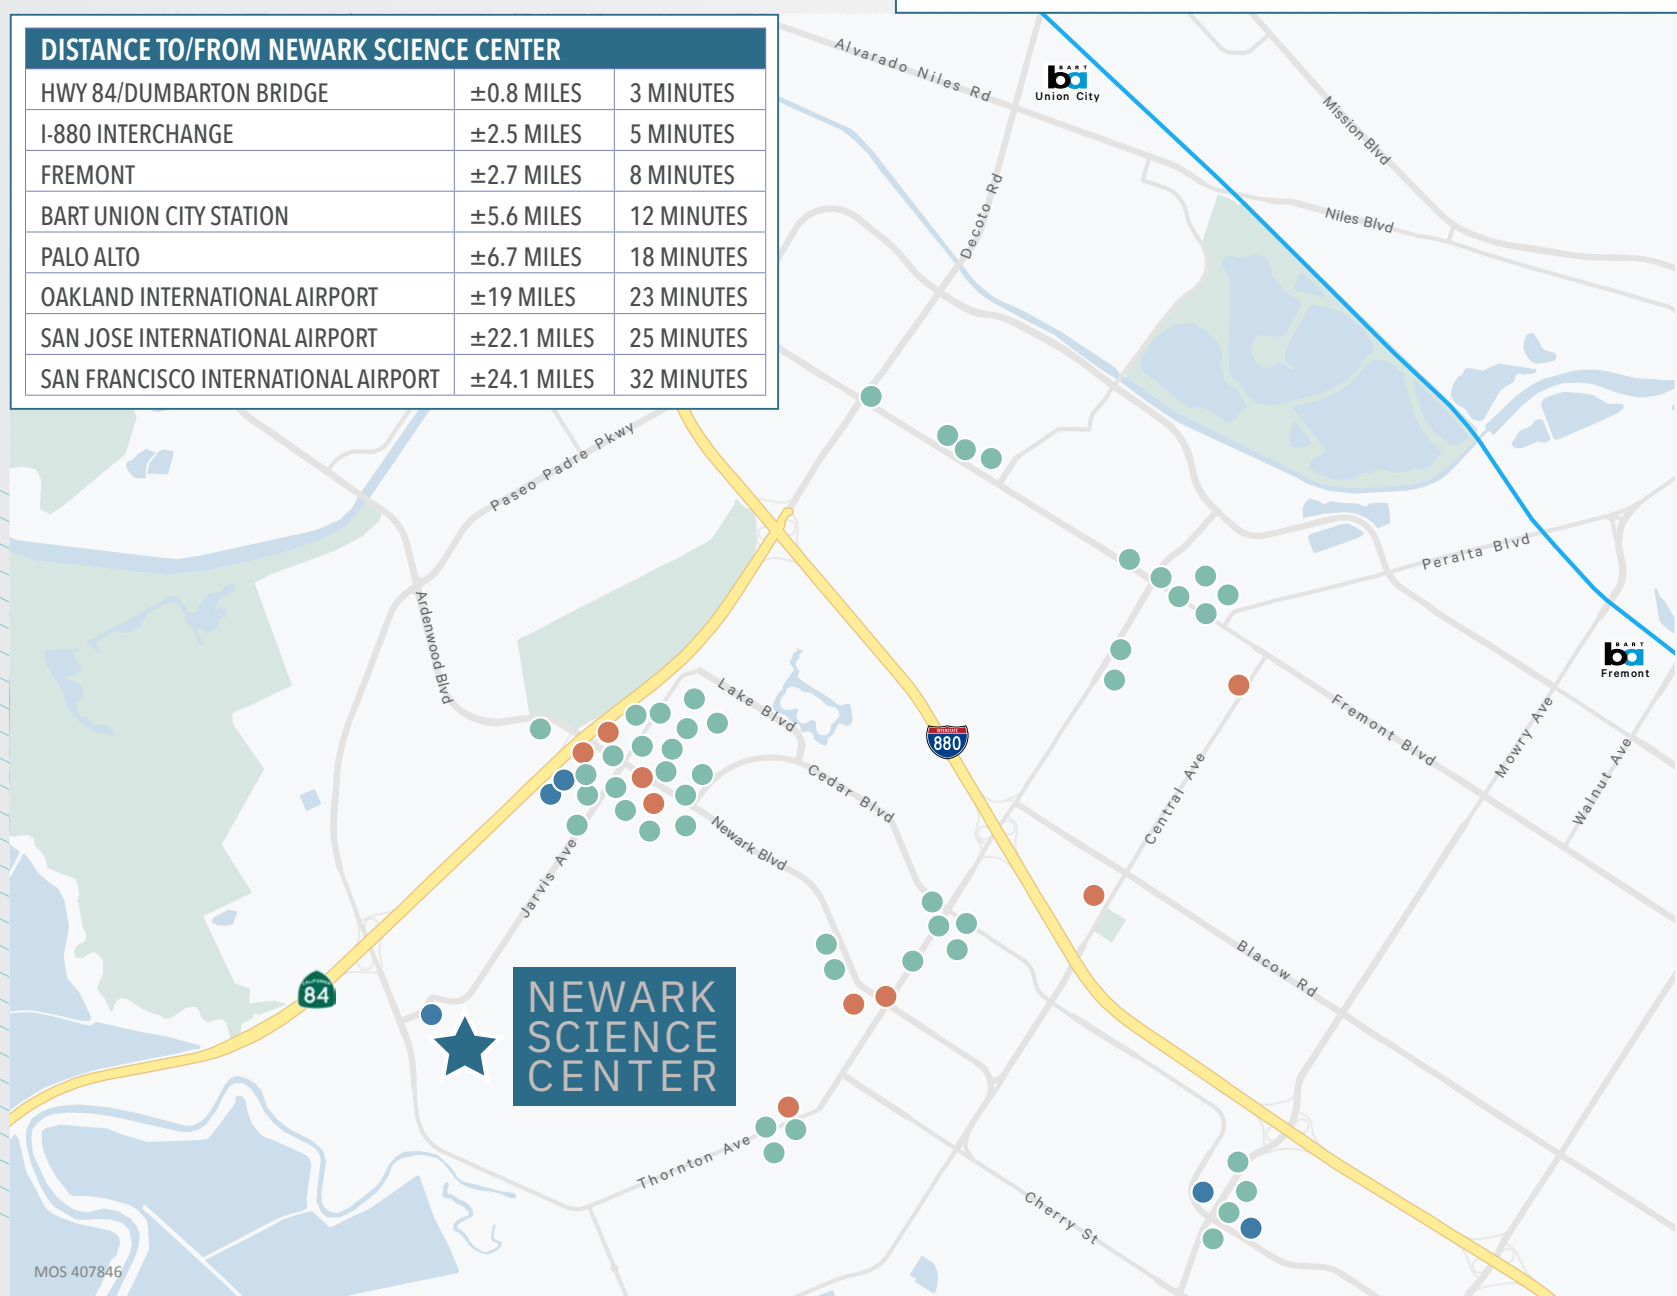 DISTANCE TO/FROM NEWARK SCIENCE CENTER
HWY 84/DUMBARTON BRIDGE ±0.8 MILES 3 MINUTES
I-880 INTERCHANGE ±2.5 MILES 5 MINUTES
FREMONT ±2.7 MILES 8 MINUTES
BART UNION CITY STATION ±5.6 MILES 12 MINUTES
PALO ALTO ±6.7 MILES 18 MINUTES
OAKLAND INTERNATIONAL AIRPORT ±19 MILES 23 MINUTES
SAN JOSE INTERNATIONAL AIRPORT ±22.1 MILES 25 MINUTES
SAN FRANCISCO INTERNATIONAL AIRPORT ±24.1 MILES 32 MINUTES
Alvarado Niles Rd
BART
ba
Union City
Mission Blvd
Decoto Rd
Niles Blvd
Paseo Padre Pkwy
Peralta Blvd
Ardenwood Blvd
BART
ba
Fremont
Lake Blvd
Fremont Blvd
Mowry Ave
Walnut Ave
INTERSTATE
880
Cedar Blvd
Central Ave
Newark Blvd
Jarvis Ave
Blacow Rd
CALIFORNIA
84
NEWARK
SCIENCE
CENTER
Thornton Ave
Cherry St
MOS 407846